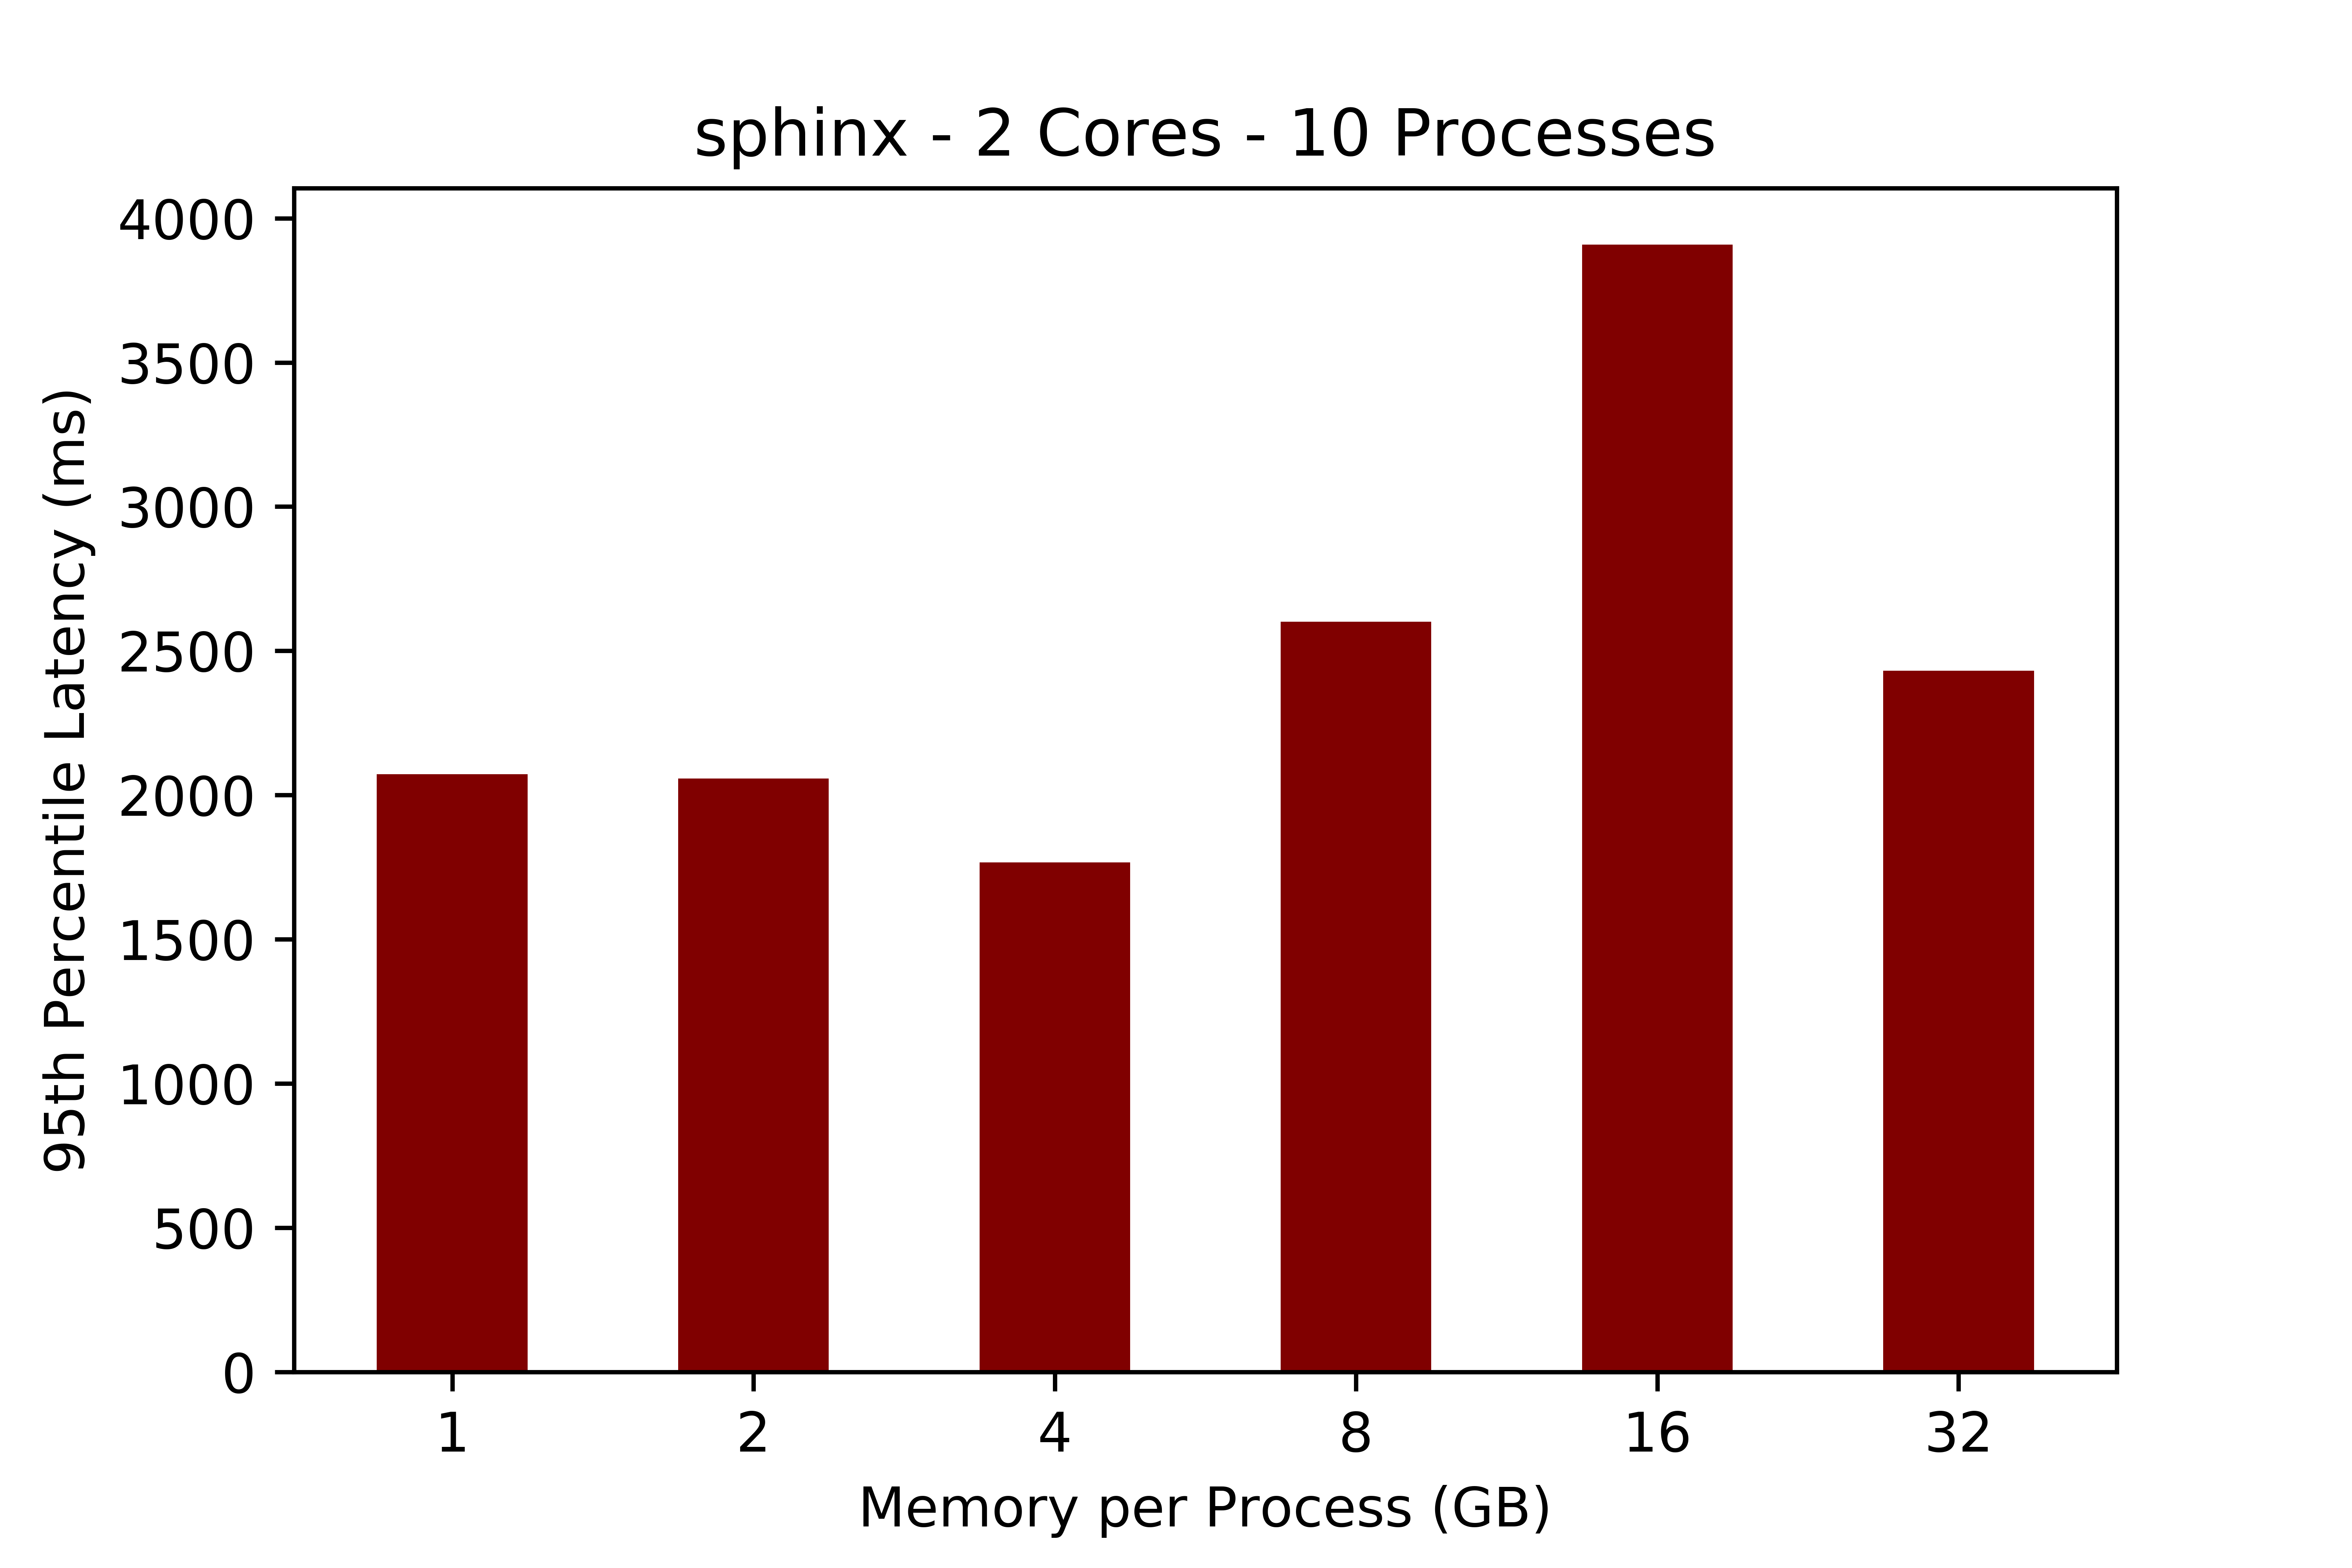 sphinx - 2 Cores - 10 Processes
95th Percentile Latency (ms)
4000
3500
3000
2500
2000
1500
1000
500
0
1 2 4 8 16 32
Memory per Process (GB)